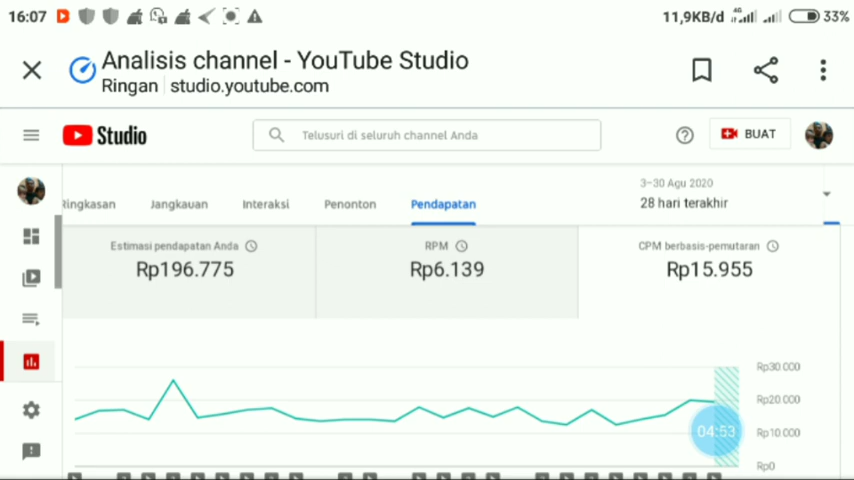 16:07
11,9KB/d
4G
33%
Analisis channel - YouTube Studio
Ringan | studio.youtube.com
Studio
Telusuri di seluruh channel Anda
BUAT
Ringkasan
Jangkauan
Interaksi
Penonton
Pendapatan
3–30 Agu 2020
28 hari terakhir
Estimasi pendapatan Anda
Rp196.775
RPM
Rp6.139
CPM berbasis-pemutaran
Rp15.955
Rp30 000
Rp20 000
Rp10 000
Rp0
04:53